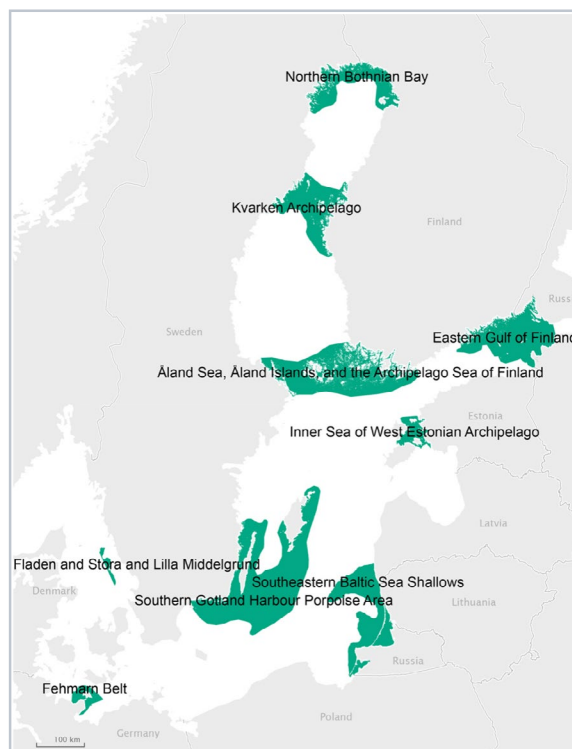 Northern Bothnian Bay
Kvarken Archipelago
Finland
Russ
Sweden
Eastern Gulf of Finland
Åland Sea, Åland Islands, and the Archipelago Sea of Finland
Estonia
Inner Sea of West Estonian Archipelago
Latvia
Fladen and Stora and Lilla Middelgrund
Southeastern Baltic Sea Shallows
Denmark
Southern Gotland Harbour Porpoise Area
Lithuania
Russia
Fehmarn Belt
Poland
Germany
100 km